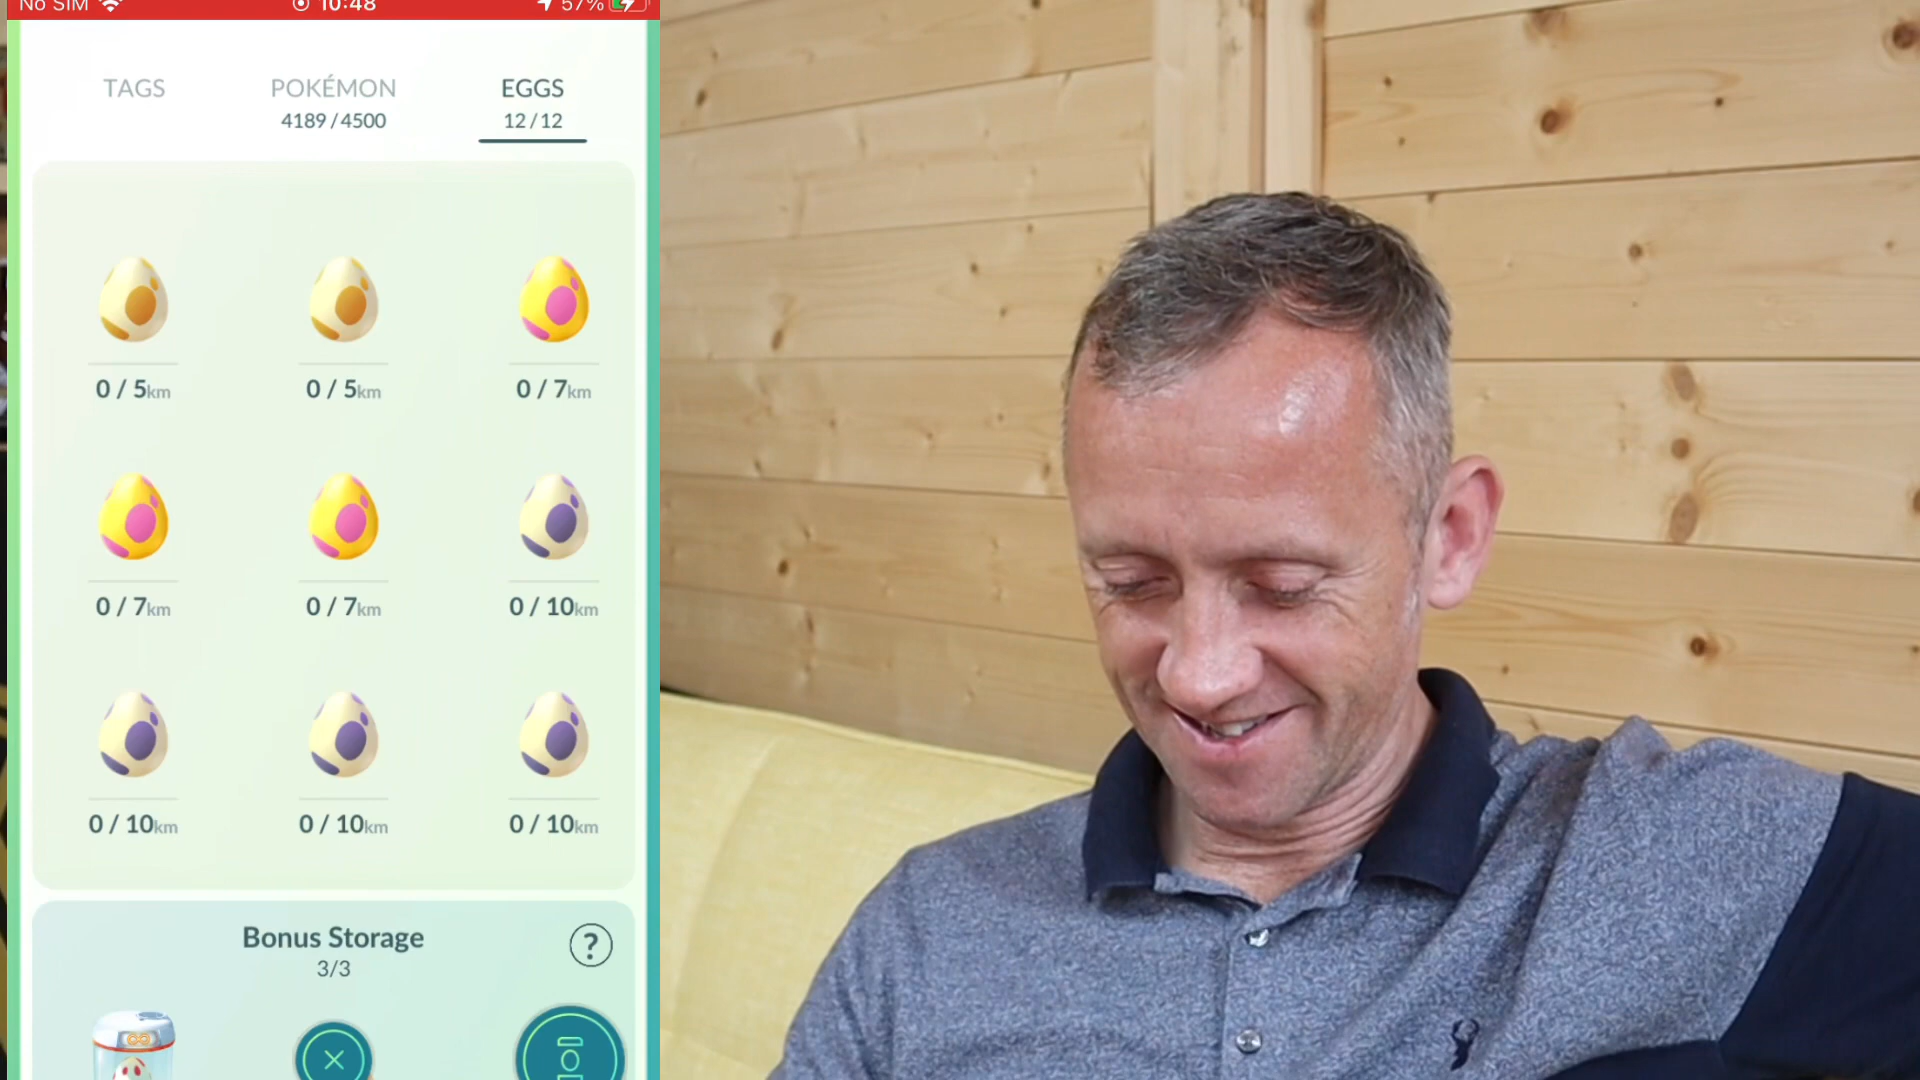 No SIM 10:48 57%
TAGS POKÉMON EGGS
4189 / 4500 12 / 12
0 / 5km 0 / 5km 0 / 7km
0 / 7km 0 / 7km 0 / 10km
0 / 10km 0 / 10km 0 / 10km
Bonus Storage ?
3/3